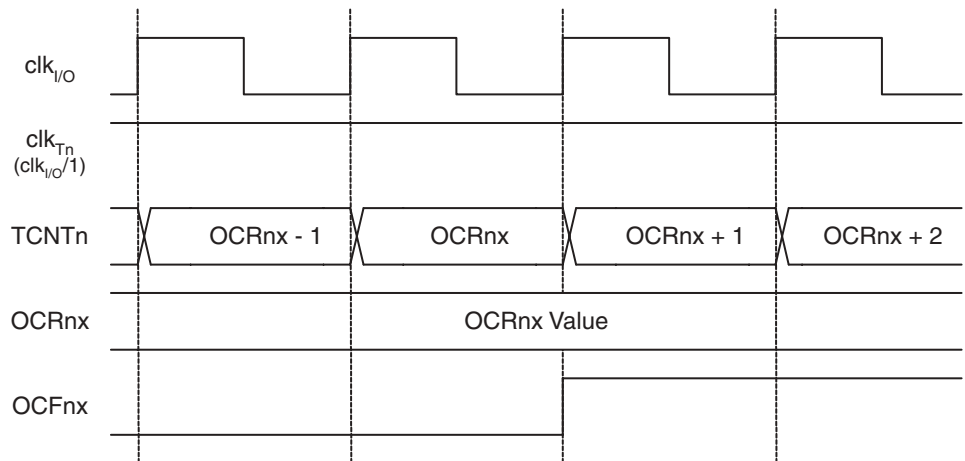 clkI/O
clkTn
(clkI/O/1)
TCNTn OCRnx - 1 OCRnx OCRnx + 1 OCRnx + 2
OCRnx OCRnx Value
OCFnx